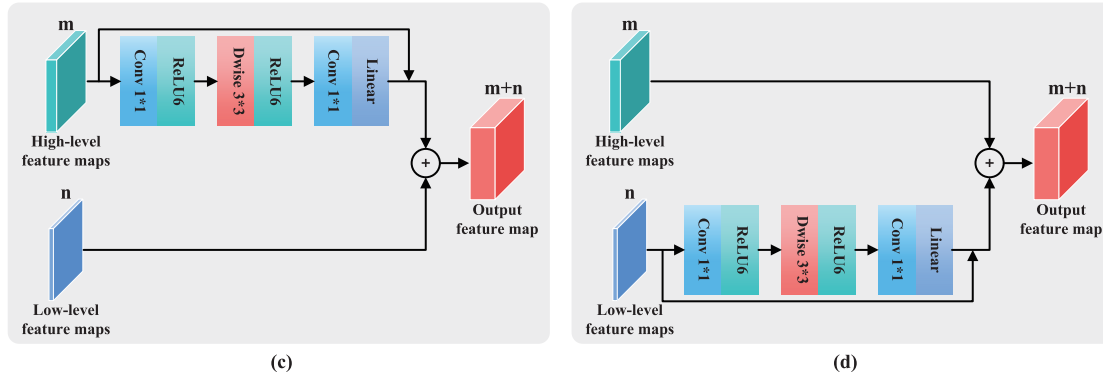 m
Conv 1*1
ReLU6
Dwise 3*3
ReLU6
Conv 1*1
Linear
High-level
feature maps
m+n
+
Output
feature map
n
Low-level
feature maps
(c)
m
High-level
feature maps
m+n
+
Output
feature map
n
Conv 1*1
ReLU6
Dwise 3*3
ReLU6
Conv 1*1
Linear
Low-level
feature maps
(d)